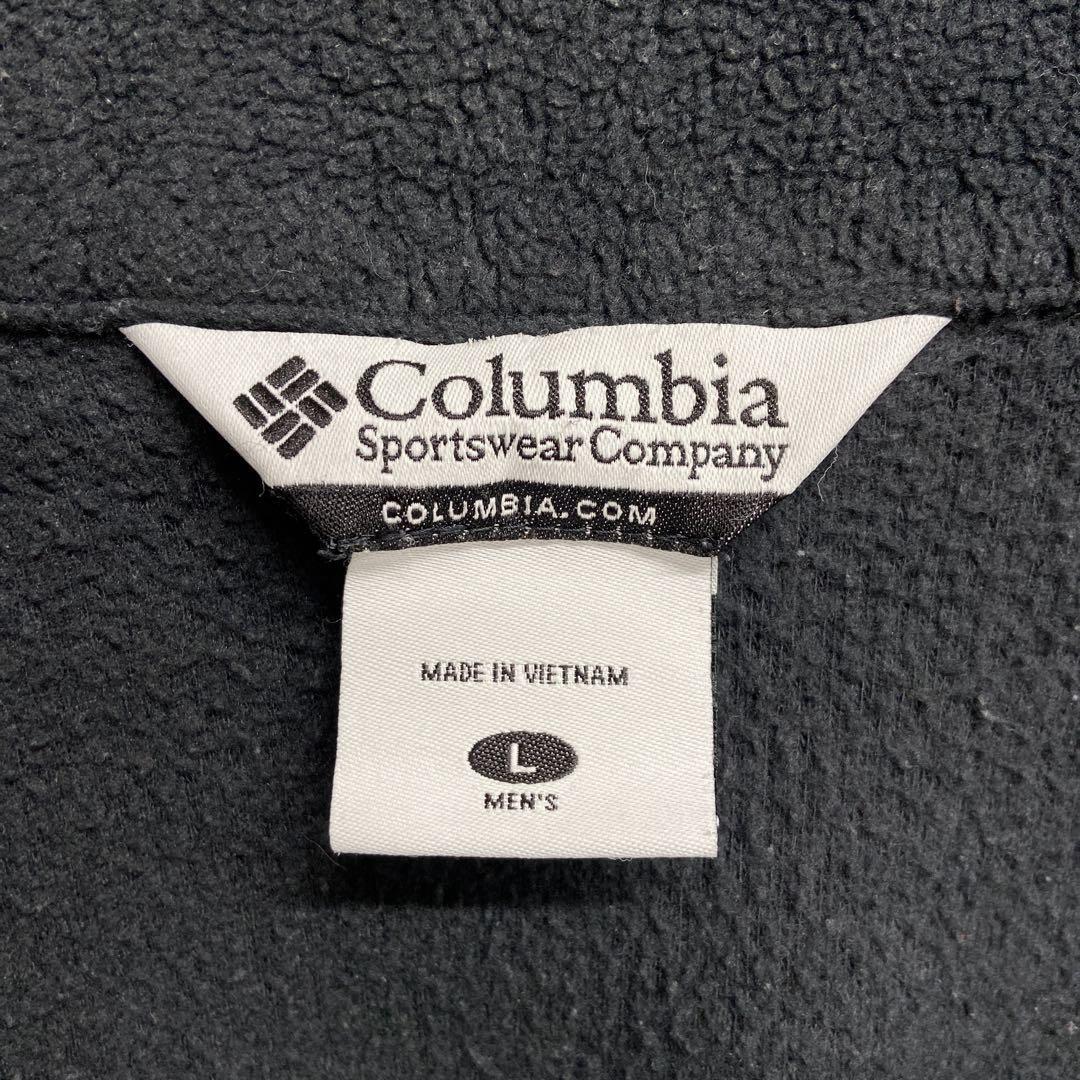 Columbia
Sportswear Company
COLUMBIA.COM
MADE IN VIETNAM
L
MEN'S